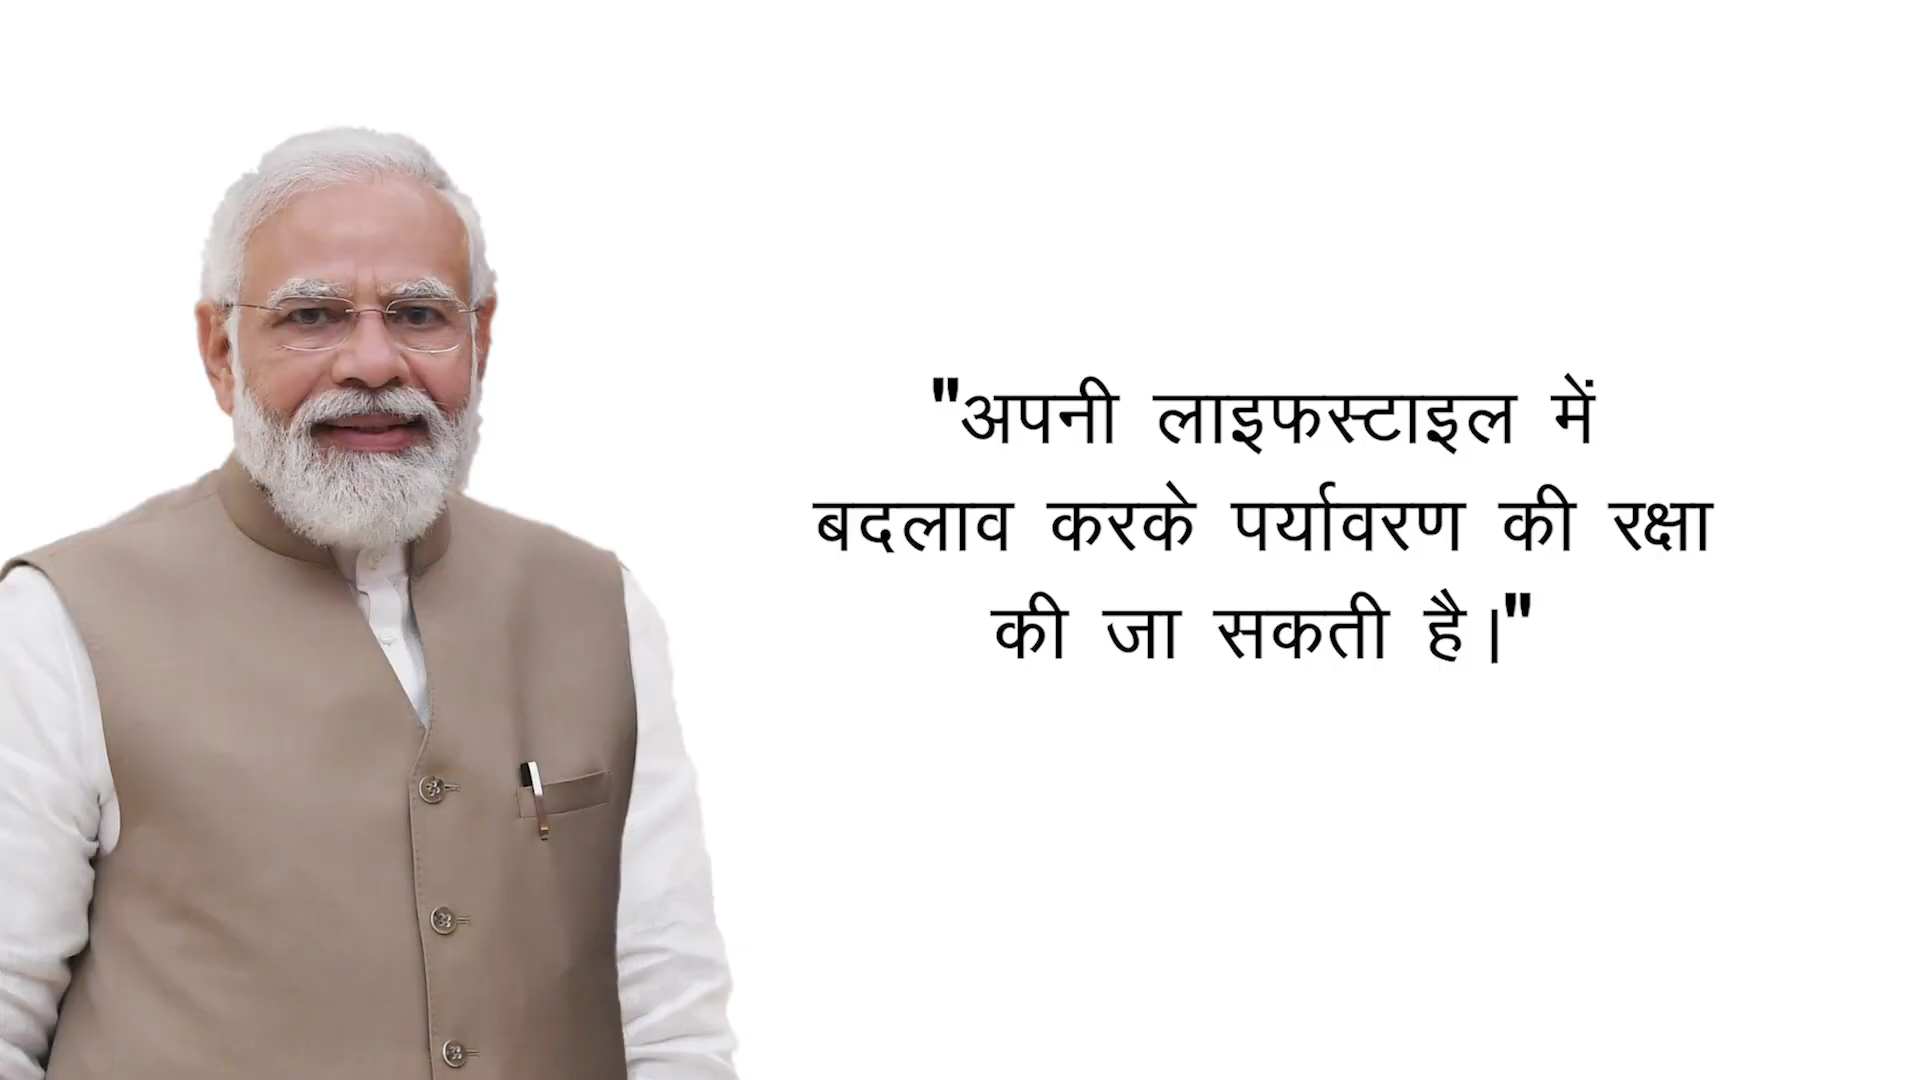 "अपनी लाइफस्टाइल में
बदलाव करके पर्यावरण की रक्षा
की जा सकती है।"